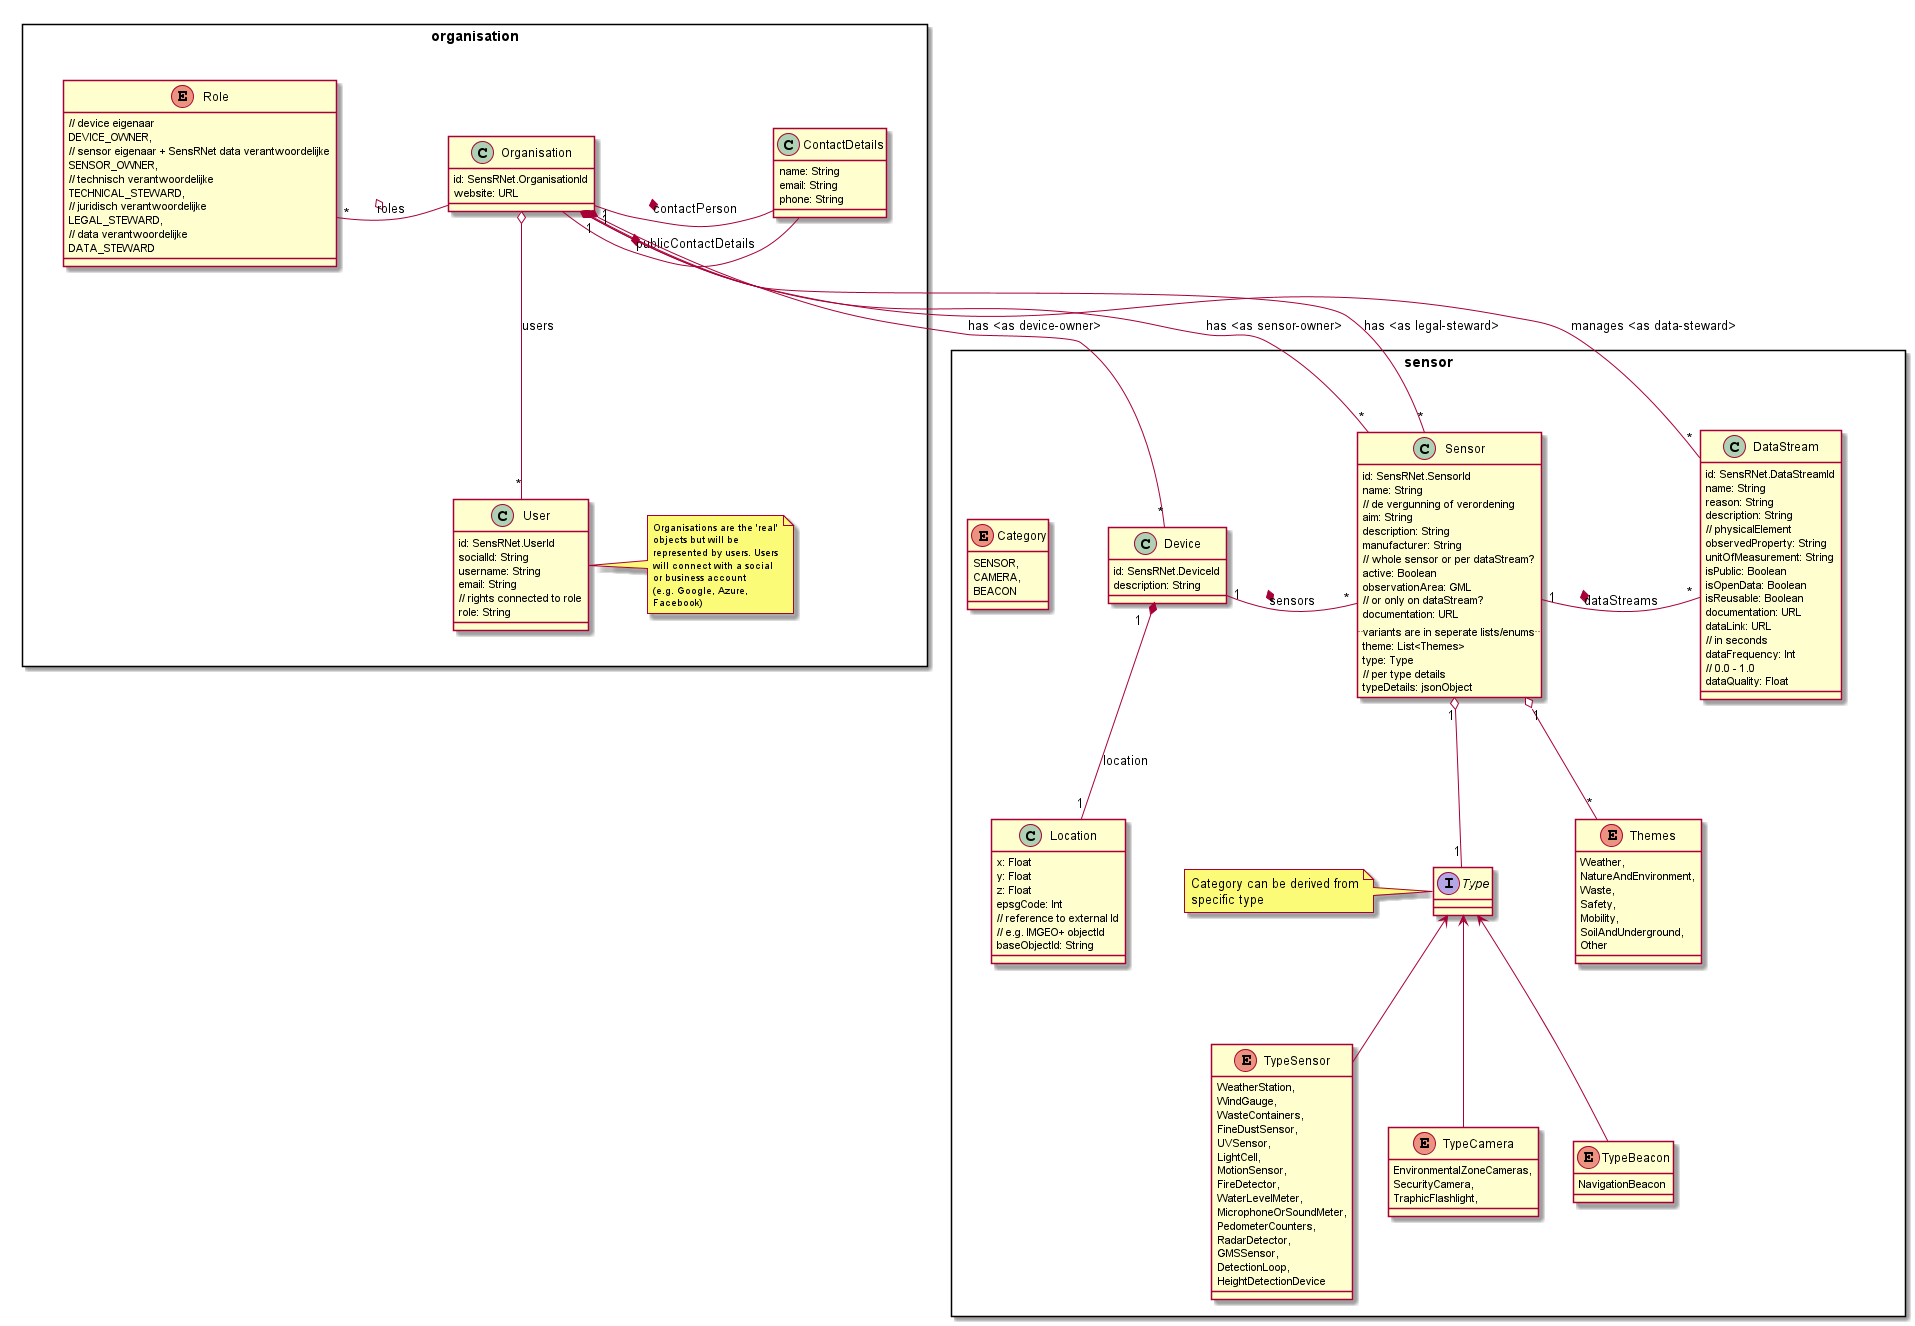 organisation
E Role
// device eigenaar
DEVICE_OWNER,
// sensor eigenaar + SensRNet data verantwoordelijke
SENSOR_OWNER,
// technisch verantwoordelijke
TECHNICAL_STEWARD,
// juridisch verantwoordelijke
LEGAL_STEWARD,
// data verantwoordelijke
DATA_STEWARD
* roles
C Organisation
id: SensRNet.OrganisationId
website: URL
C ContactDetails
name: String
email: String
phone: String
contactPerson
1
1
publicContactDetails
users
*
has <as device-owner>
has <as sensor-owner>
has <as legal-steward>
manages <as data-steward>
C User
id: SensRNet.UserId
socialId: String
username: String
email: String
// rights connected to role
role: String
Organisations are the 'real'
objects but will be
represented by users. Users
will connect with a social
or business account
(e.g. Google, Azure,
Facebook)
sensor
*
*
*
*
E Category
SENSOR,
CAMERA,
BEACON
C Device
id: SensRNet.DeviceId
description: String
1 sensors *
C Sensor
id: SensRNet.SensorId
name: String
// de vergunning of verordening
aim: String
description: String
manufacturer: String
// whole sensor or per dataStream?
active: Boolean
observationArea: GML
// or only on dataStream?
documentation: URL
variants are in seperate lists/enums
theme: List<Themes>
type: Type
// per type details
typeDetails: jsonObject
1 dataStreams *
C DataStream
id: SensRNet.DataStreamId
name: String
reason: String
description: String
// physicalElement
observedProperty: String
unitOfMeasurement: String
isPublic: Boolean
isOpenData: Boolean
isReusable: Boolean
documentation: URL
dataLink: URL
// in seconds
dataFrequency: Int
// 0.0 - 1.0
dataQuality: Float
1
location
1
1
1
1
*
C Location
x: Float
y: Float
z: Float
epsgCode: Int
// reference to external Id
// e.g. IMGEO+ objectId
baseObjectId: String
Category can be derived from
specific type
I Type
E Themes
Weather,
NatureAndEnvironment,
Waste,
Safety,
Mobility,
SoilAndUnderground,
Other
E TypeSensor
WeatherStation,
WindGauge,
WasteContainers,
FineDustSensor,
UVSensor,
LightCell,
MotionSensor,
FireDetector,
WaterLevelMeter,
MicrophoneOrSoundMeter,
PedometerCounters,
RadarDetector,
GMSSensor,
DetectionLoop,
HeightDetectionDevice
E TypeCamera
EnvironmentalZoneCameras,
SecurityCamera,
TraphicFlashlight,
E TypeBeacon
NavigationBeacon